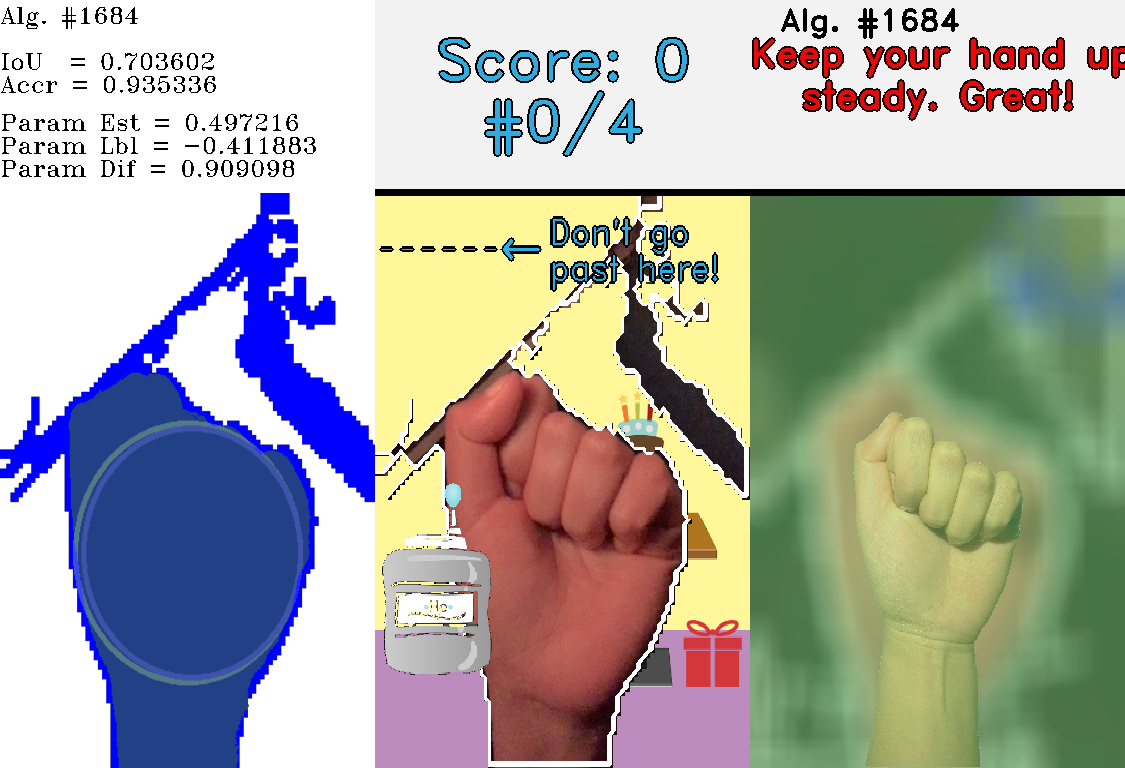 Alg. #1684
IoU = 0.703602
Accr = 0.935336
Param Est = 0.497216
Param Lbl = −0.411883
Param Dif = 0.909098
Score: 0
#0/4
Alg. #1684
Keep your hand up
steady. Great!
Don't go
past here!